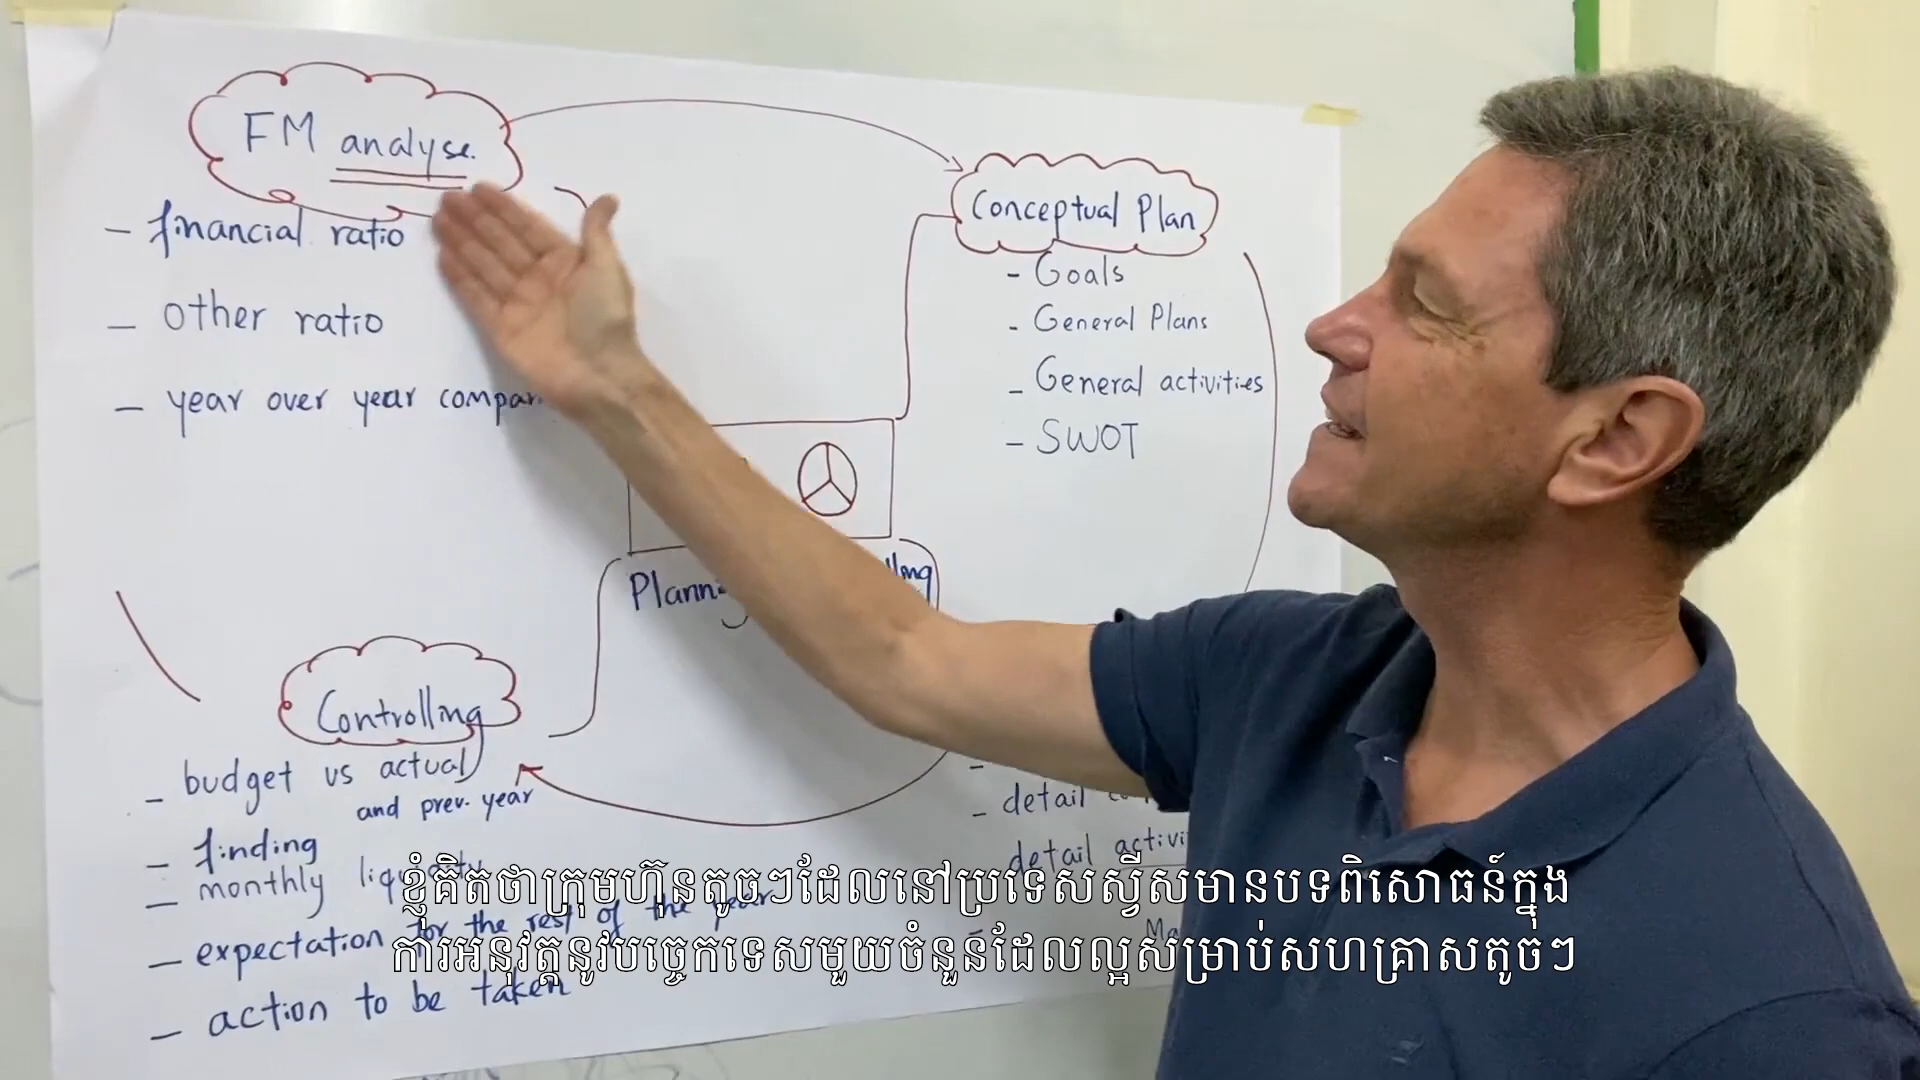 FM analyse.
- financial ratio
- other ratio
- year over year
Conceptual Plan
- Goals
- General Plans
- General activities
- SWOT
Controlling
- budget vs actual
and prev. year
- finding
- monthly
- expectation for the rest of the year
- action to be taken
- detail
detail
ខ្ញុំគិតថាក្រុមហ៊ុនតូចៗដែលនៅប្រទេសស្វីសមានបទពិសោធន៍ក្នុង
ការអនុវត្តនូវបច្ចេកទេសមួយចំនួនដែលល្អសម្រាប់សហគ្រាសតូចៗ